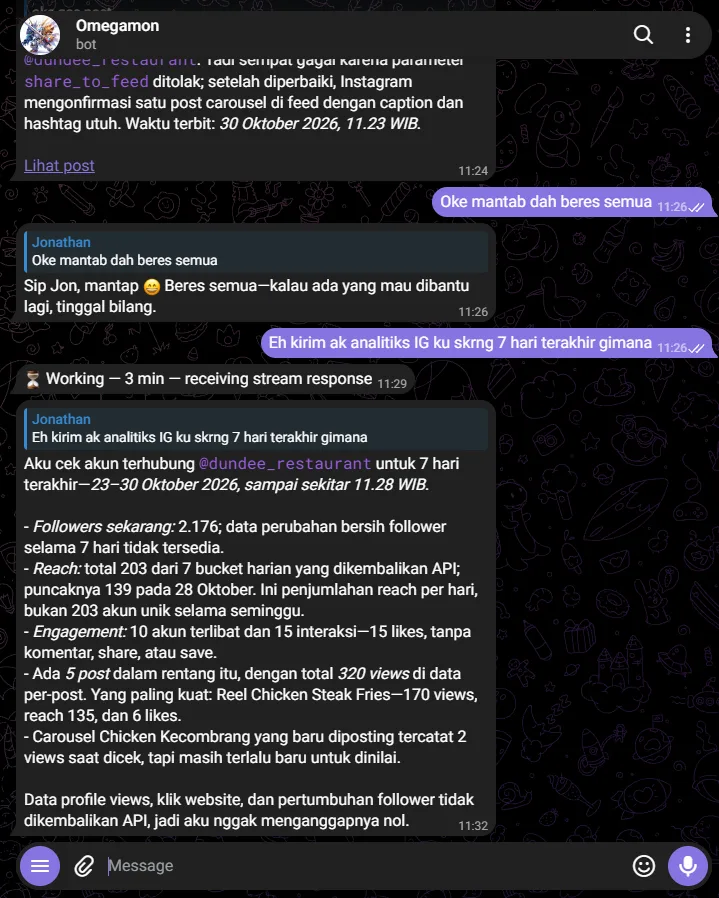 Omegamon
bot
@dundee_restaurant. Tadi sempat gagal karena parameter
share_to_feed ditolak; setelah diperbaiki, Instagram
mengonfirmasi satu post carousel di feed dengan caption dan
hashtag utuh. Waktu terbit: 30 Oktober 2026, 11.23 WIB.
Lihat post
11:24
Oke mantab dah beres semua 11:26
Jonathan
Oke mantab dah beres semua
Sip Jon, mantap 😄 Beres semua—kalau ada yang mau dibantu
lagi, tinggal bilang.
11:26
Eh kirim ak analitiks IG ku skrng 7 hari terakhir gimana 11:26
⏳ Working — 3 min — receiving stream response 11:29
Jonathan
Eh kirim ak analitiks IG ku skrng 7 hari terakhir gimana
Aku cek akun terhubung @dundee_restaurant untuk 7 hari
terakhir—23–30 Oktober 2026, sampai sekitar 11.28 WIB.
- Followers sekarang: 2.176; data perubahan bersih follower
selama 7 hari tidak tersedia.
- Reach: total 203 dari 7 bucket harian yang dikembalikan API;
puncaknya 139 pada 28 Oktober. Ini penjumlahan reach per hari,
bukan 203 akun unik selama seminggu.
- Engagement: 10 akun terlibat dan 15 interaksi—15 likes, tanpa
komentar, share, atau save.
- Ada 5 post dalam rentang itu, dengan total 320 views di data
per-post. Yang paling kuat: Reel Chicken Steak Fries—170 views,
reach 135, dan 6 likes.
- Carousel Chicken Kecombrang yang baru diposting tercatat 2
views saat dicek, tapi masih terlalu baru untuk dinilai.
Data profile views, klik website, dan pertumbuhan follower tidak
dikembalikan API, jadi aku nggak menganggapnya nol.
11:32
Message